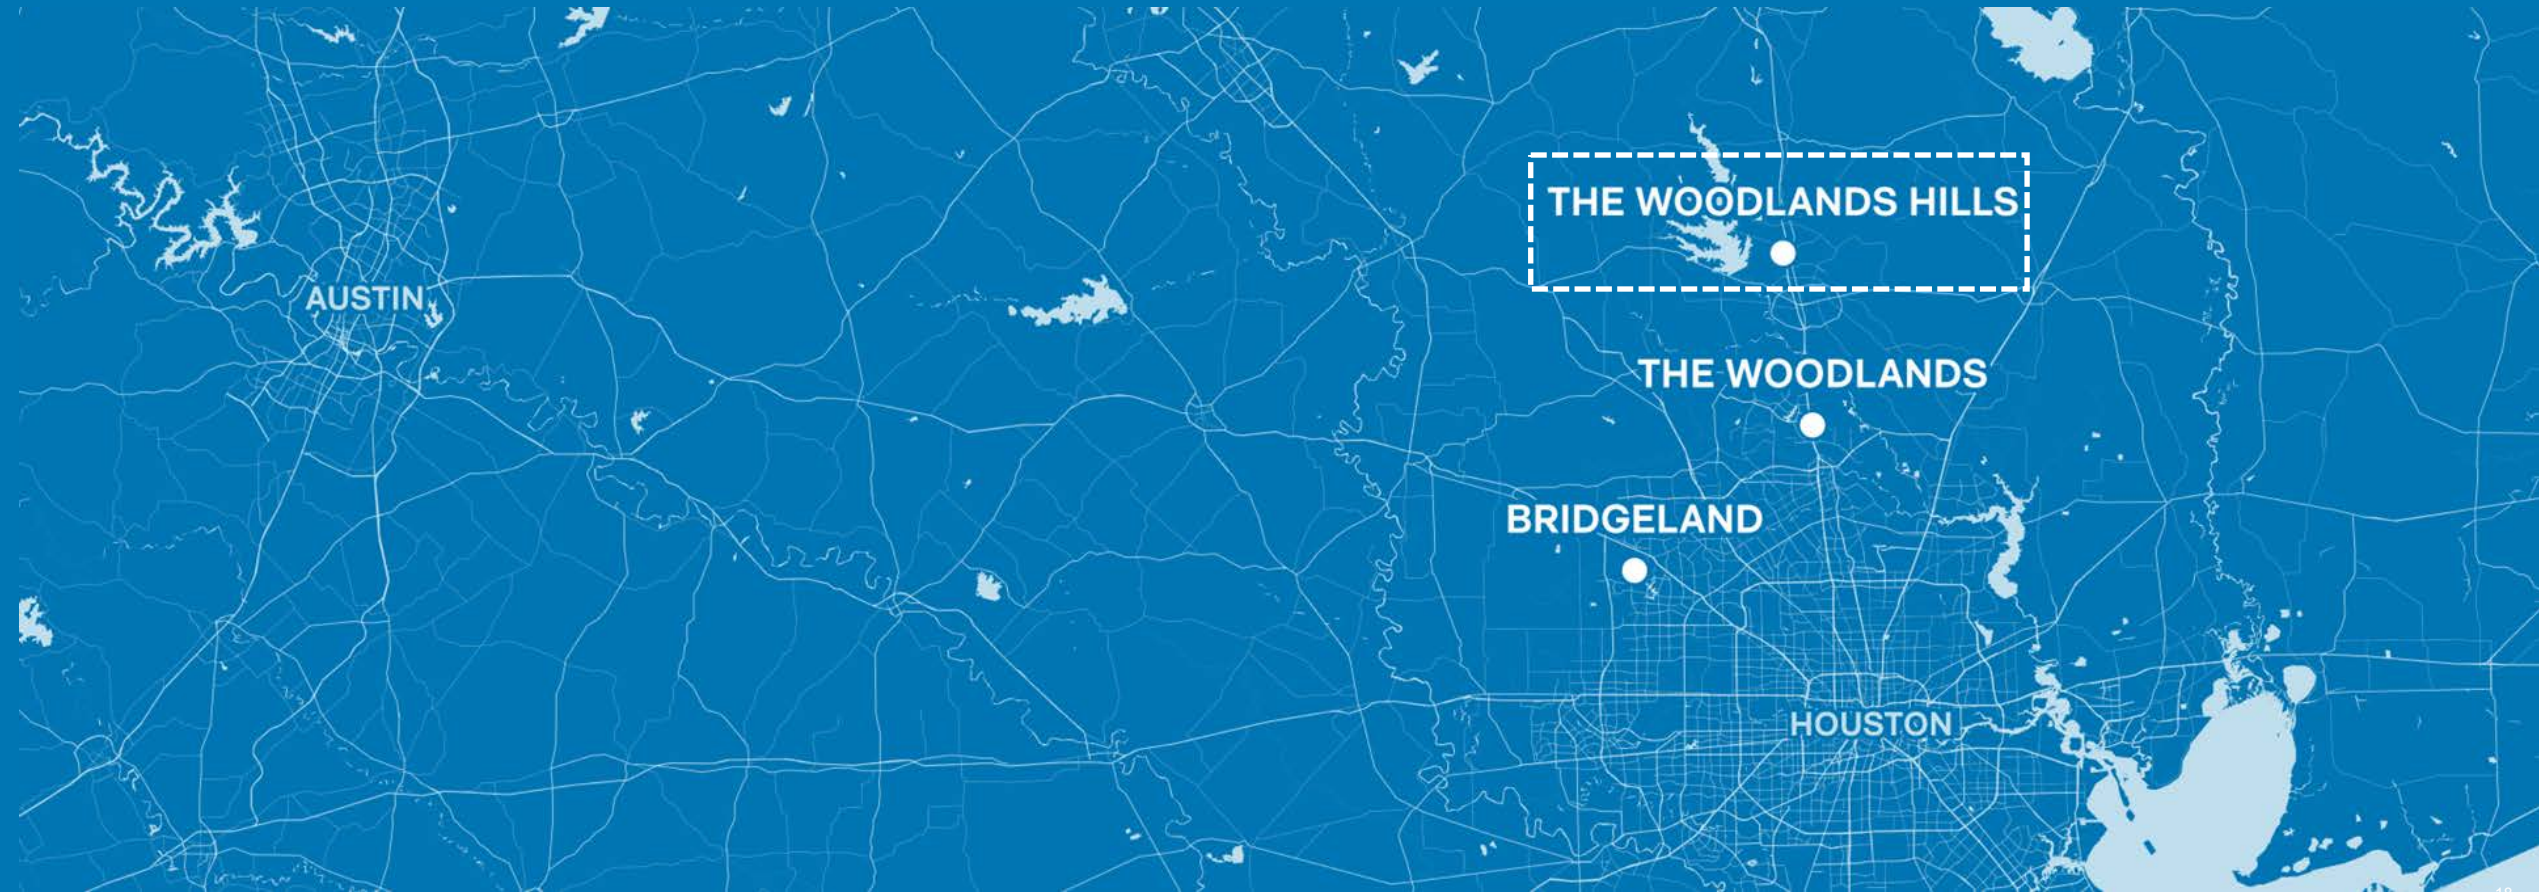 THE WOODLANDS HILLS
AUSTIN
THE WOODLANDS
BRIDGELAND
HOUSTON